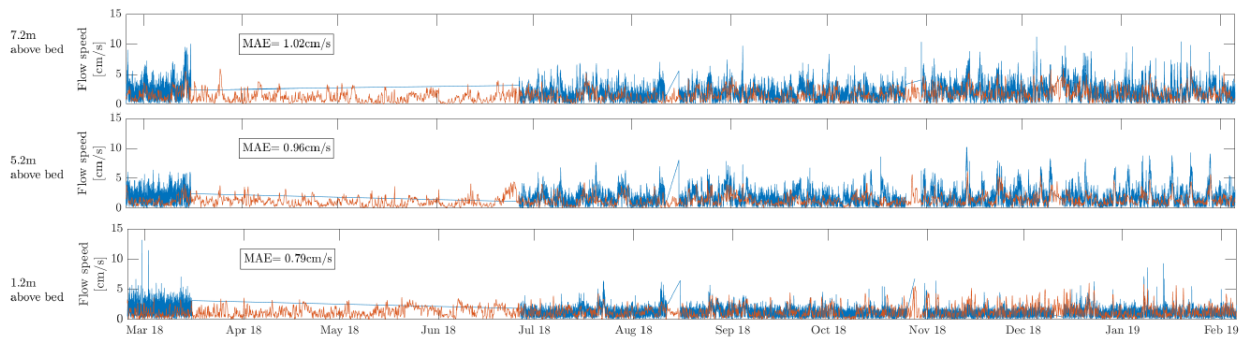 7.2m
above bed
Flow speed
[cm/s]
15
10
5
0
MAE= 1.02cm/s
5.2m
above bed
Flow speed
[cm/s]
15
10
5
0
MAE= 0.96cm/s
1.2m
above bed
Flow speed
[cm/s]
15
10
5
0
MAE= 0.79cm/s
Mar 18 Apr 18 May 18 Jun 18 Jul 18 Aug 18 Sep 18 Oct 18 Nov 18 Dec 18 Jan 19 Feb 19